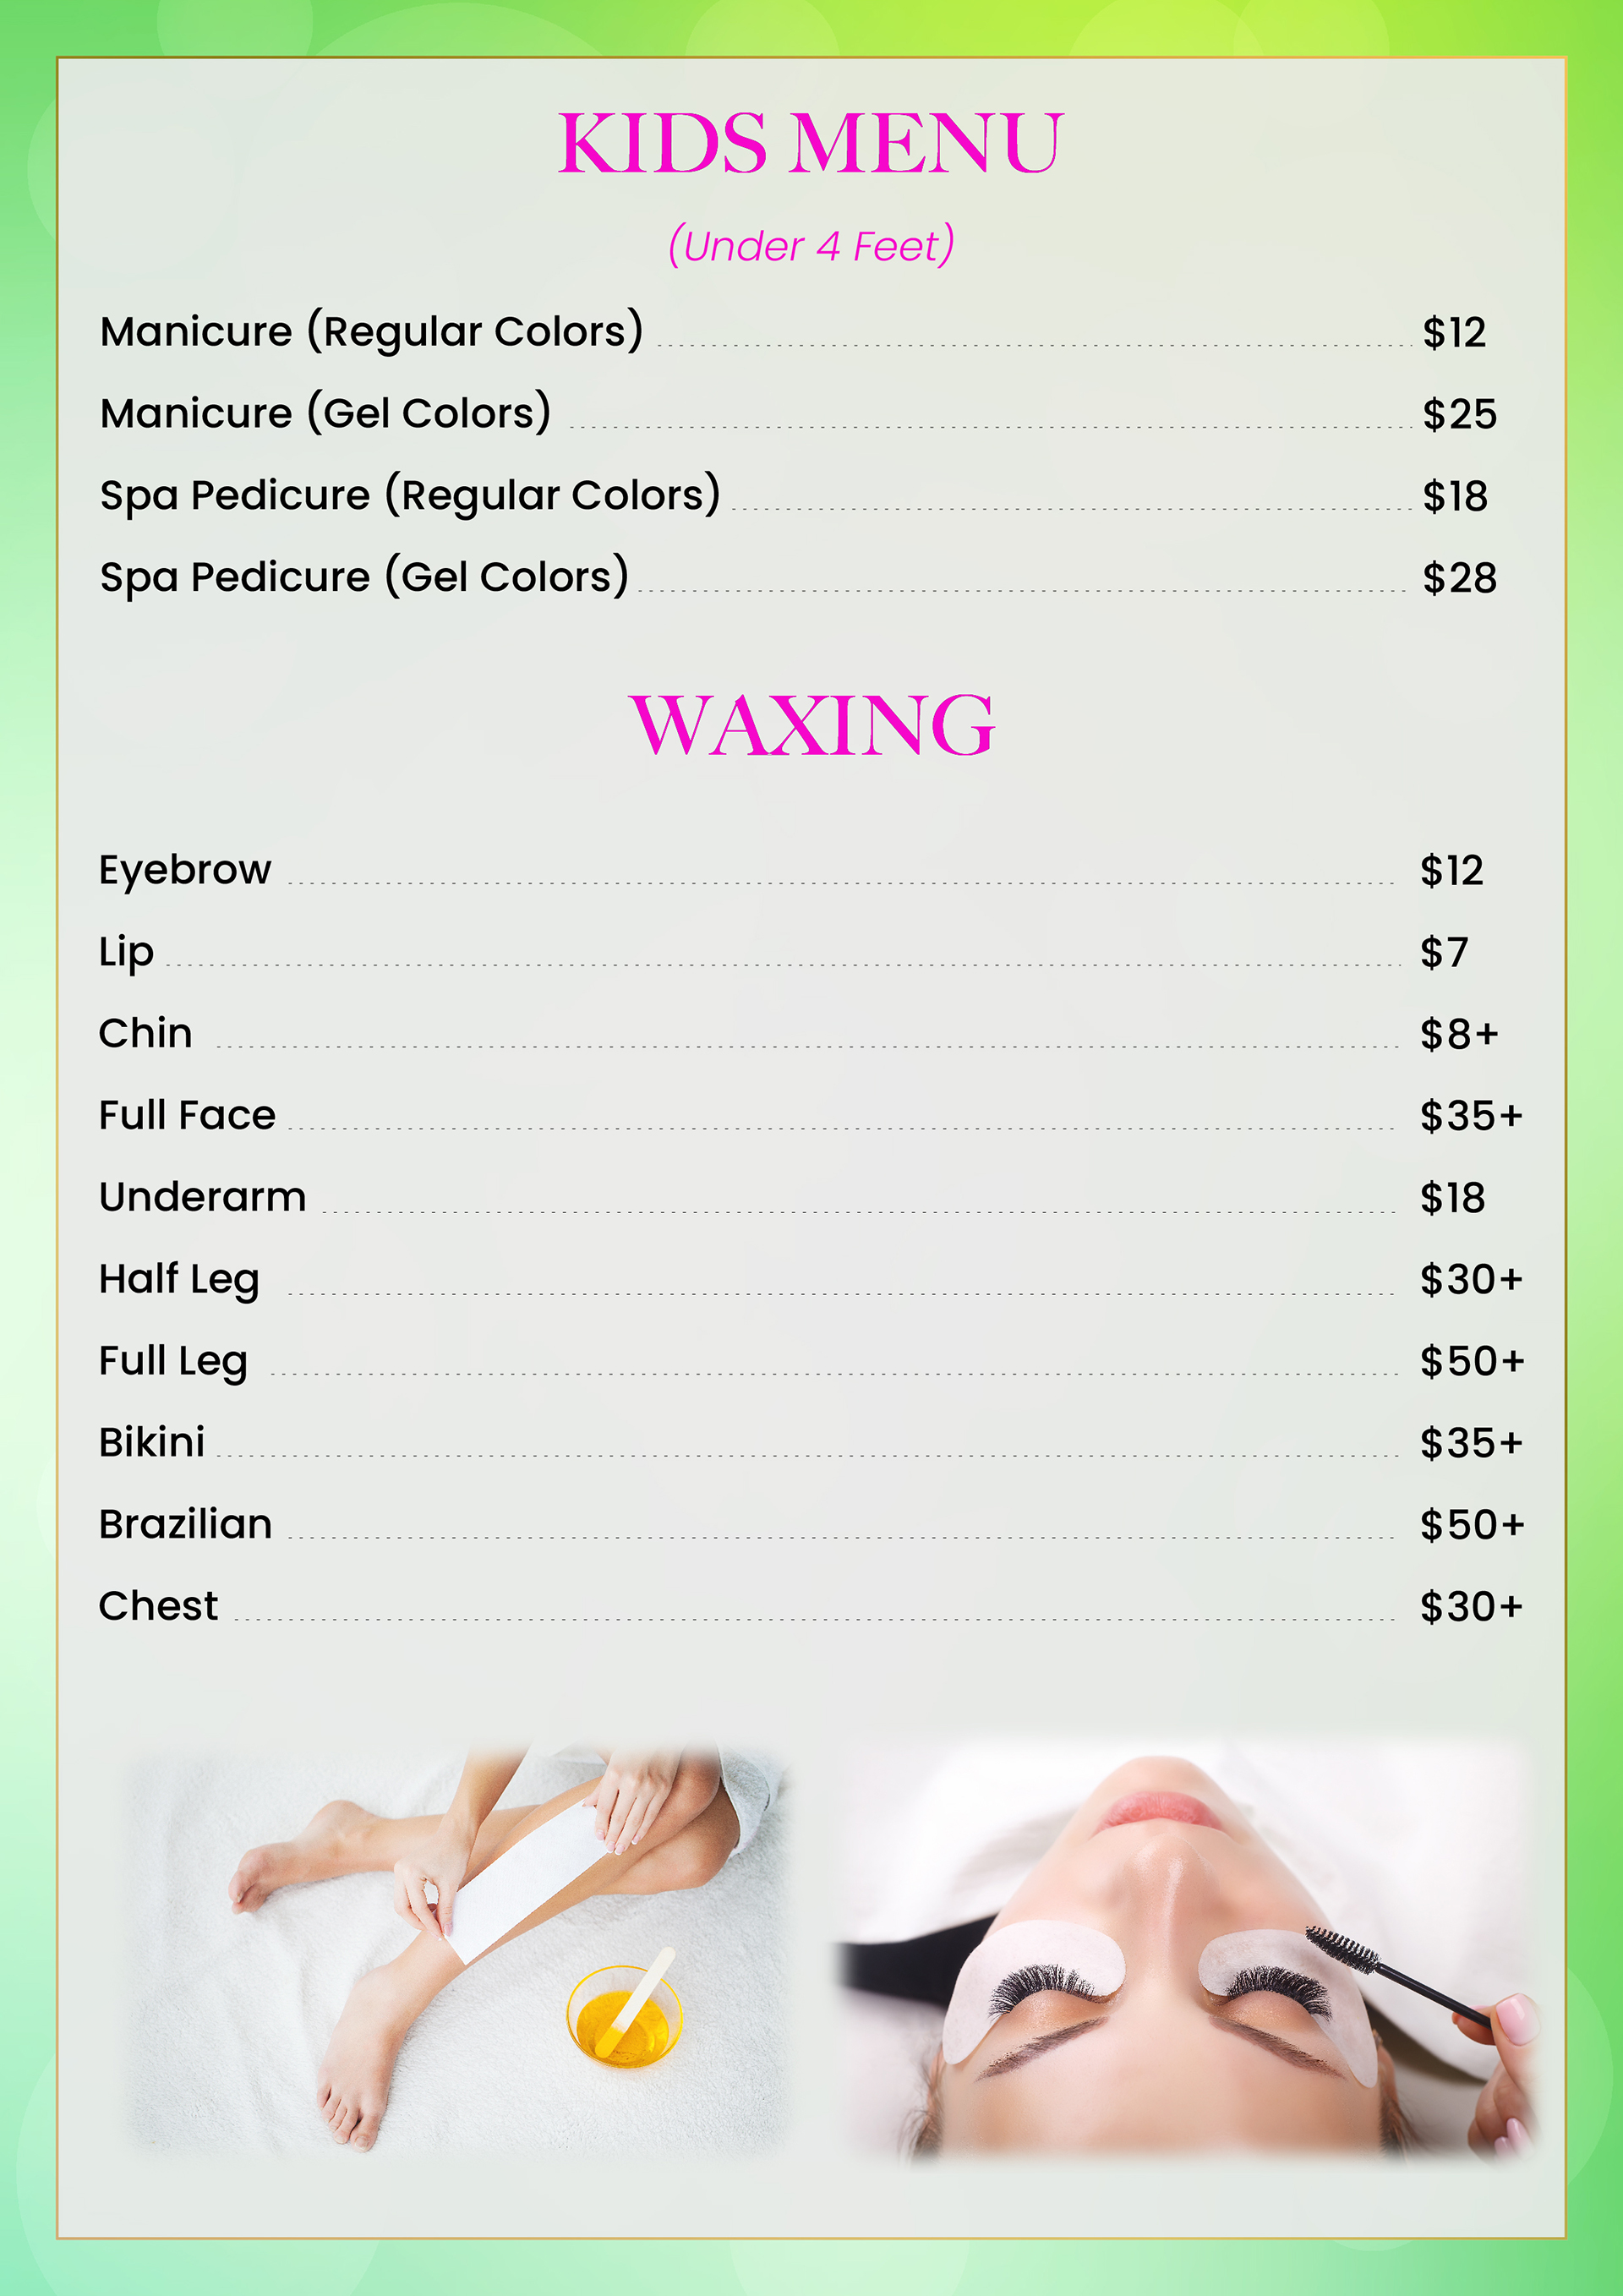 KIDS MENU
(Under 4 Feet)
Manicure (Regular Colors) $12
Manicure (Gel Colors) $25
Spa Pedicure (Regular Colors) $18
Spa Pedicure (Gel Colors) $28
WAXING
Eyebrow $12
Lip $7
Chin $8+
Full Face $35+
Underarm $18
Half Leg $30+
Full Leg $50+
Bikini $35+
Brazilian $50+
Chest $30+